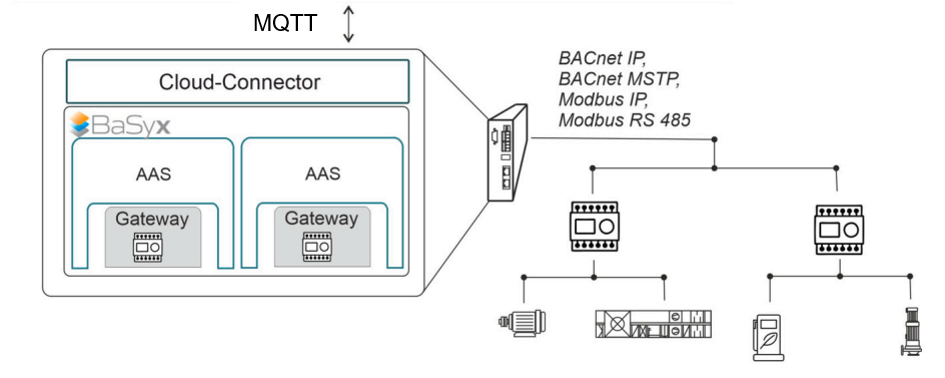 MQTT
Cloud-Connector
BaSyx
AAS
AAS
Gateway
Gateway
BACnet IP,
BACnet MSTP,
Modbus IP,
Modbus RS 485